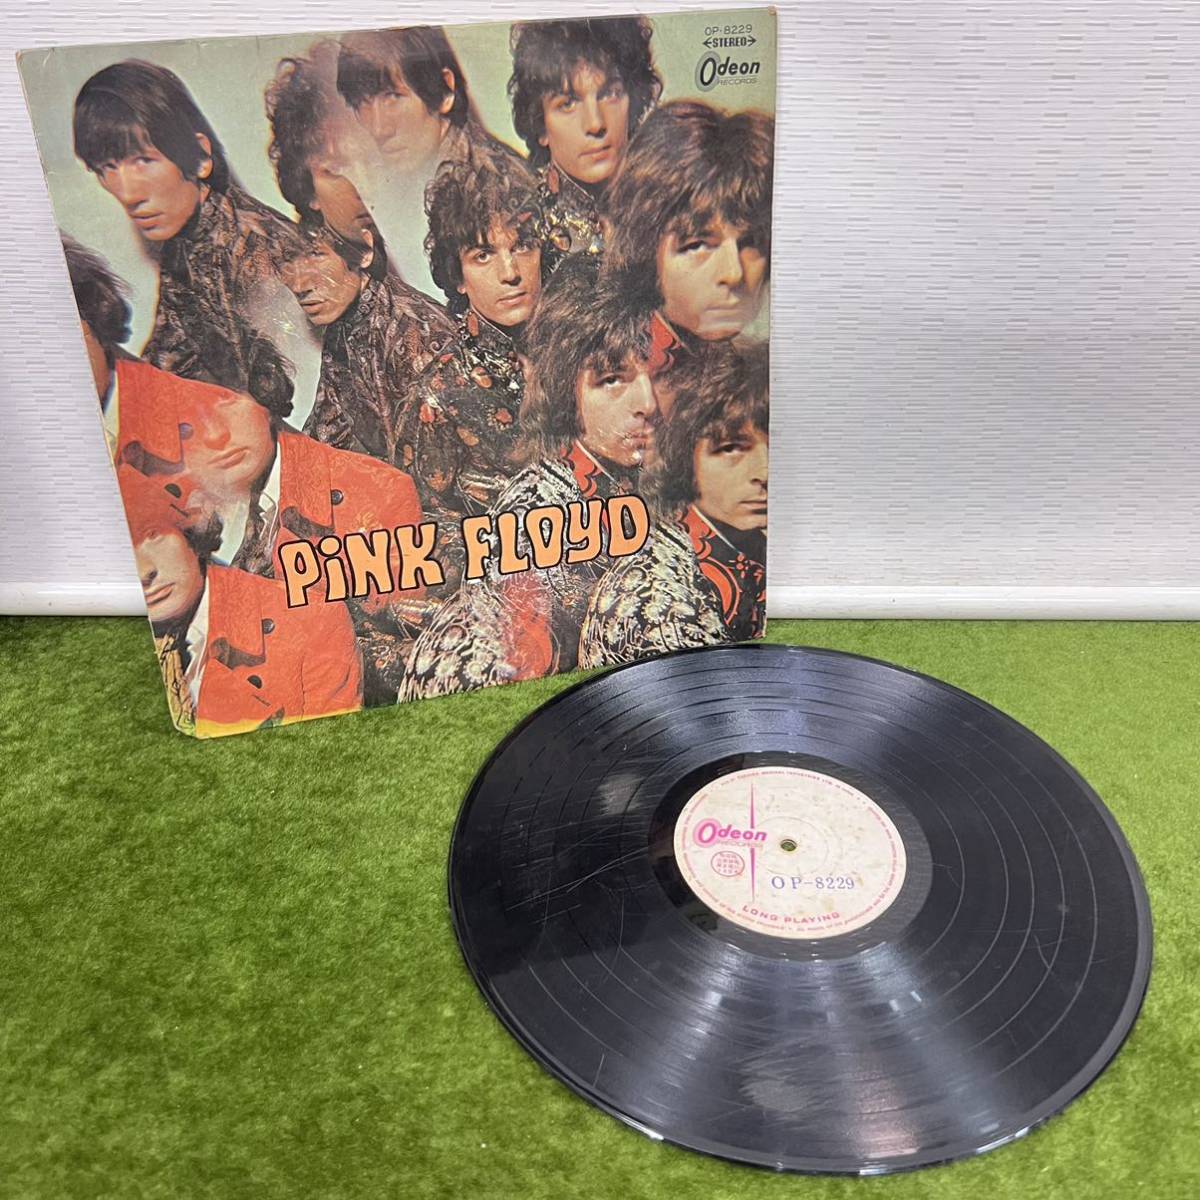 OP-8229
STEREO
Odeon
RECORDS
PiNK FLOYD
Odeon
RECORDS
OP-8229
LONG PLAYING